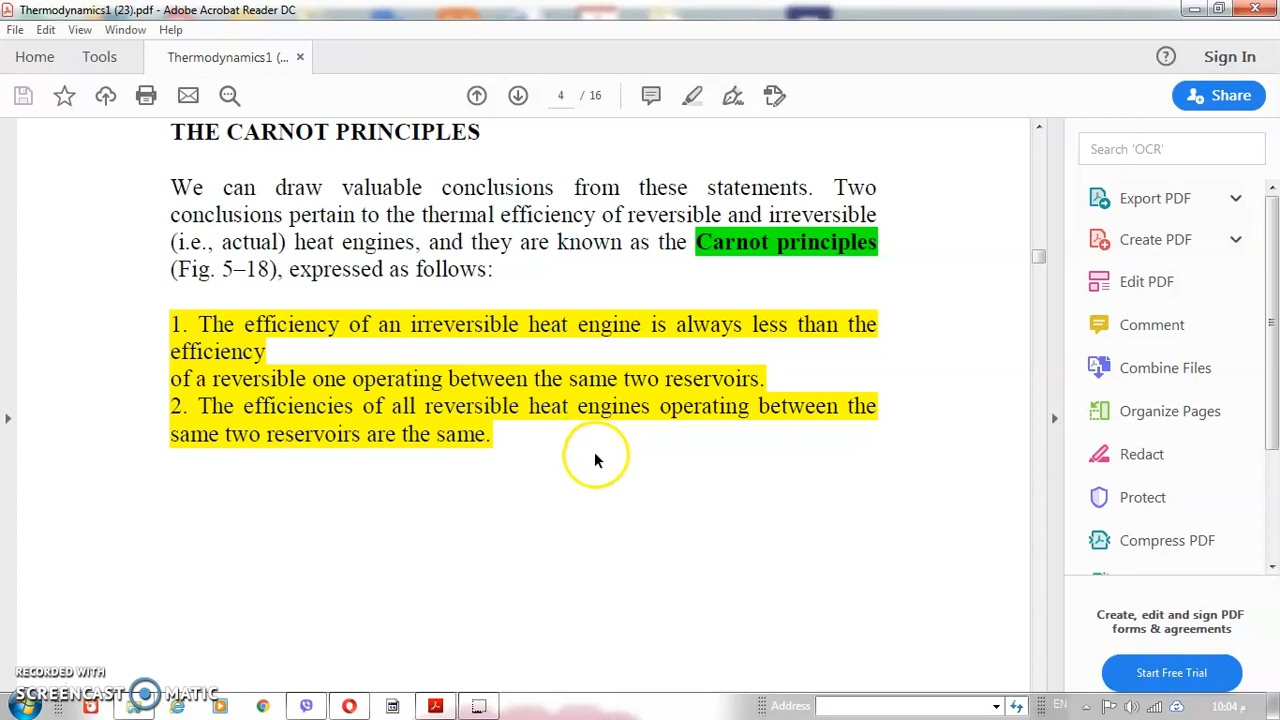 Thermodynamics1 (23).pdf - Adobe Acrobat Reader DC
File Edit View Window Help
Home Tools Thermodynamics1 (... × Sign In
4 / 16 Share
THE CARNOT PRINCIPLES
We can draw valuable conclusions from these statements. Two
conclusions pertain to the thermal efficiency of reversible and irreversible
(i.e., actual) heat engines, and they are known as the Carnot principles
(Fig. 5–18), expressed as follows:
1. The efficiency of an irreversible heat engine is always less than the
efficiency
of a reversible one operating between the same two reservoirs.
2. The efficiencies of all reversible heat engines operating between the
same two reservoirs are the same.
Search 'OCR'
Export PDF
Create PDF
Edit PDF
Comment
Combine Files
Organize Pages
Redact
Protect
Compress PDF
Create, edit and sign PDF
forms & agreements
Start Free Trial
RECORDED WITH
SCREENCAST MATIC
Address EN 10:04 م